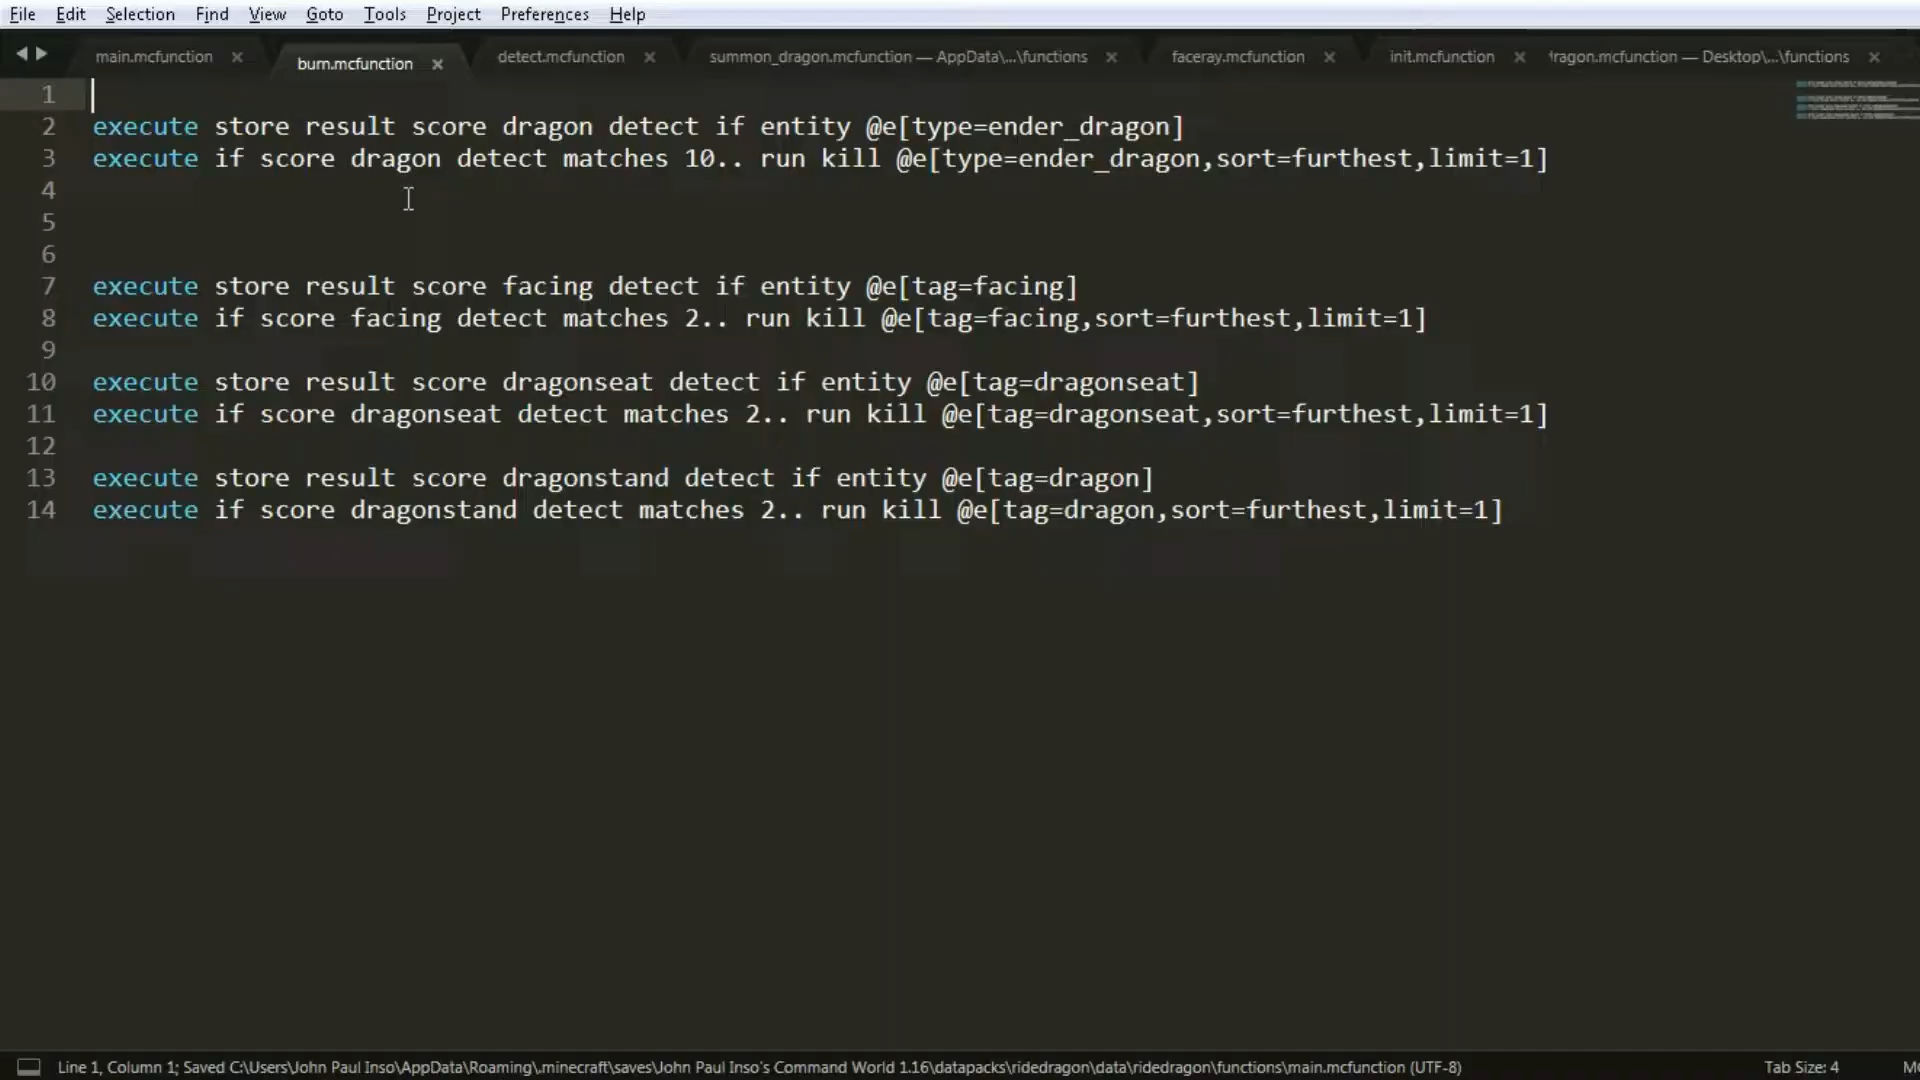 File Edit Selection Find View Goto Tools Project Preferences Help
main.mcfunction burn.mcfunction detect.mcfunction summon_dragon.mcfunction — AppData\...\functions faceray.mcfunction init.mcfunction ragon.mcfunction — Desktop\...\functions
1
2 execute store result score dragon detect if entity @e[type=ender_dragon]
3 execute if score dragon detect matches 10.. run kill @e[type=ender_dragon,sort=furthest,limit=1]
4
5
6
7 execute store result score facing detect if entity @e[tag=facing]
8 execute if score facing detect matches 2.. run kill @e[tag=facing,sort=furthest,limit=1]
9
10 execute store result score dragonseat detect if entity @e[tag=dragonseat]
11 execute if score dragonseat detect matches 2.. run kill @e[tag=dragonseat,sort=furthest,limit=1]
12
13 execute store result score dragonstand detect if entity @e[tag=dragon]
14 execute if score dragonstand detect matches 2.. run kill @e[tag=dragon,sort=furthest,limit=1]
Line 1, Column 1; Saved C:\Users\John Paul Inso\AppData\Roaming\.minecraft\saves\John Paul Inso's Command World 1.16\datapacks\ridedragon\data\ridedragon\functions\main.mcfunction (UTF-8) Tab Size: 4